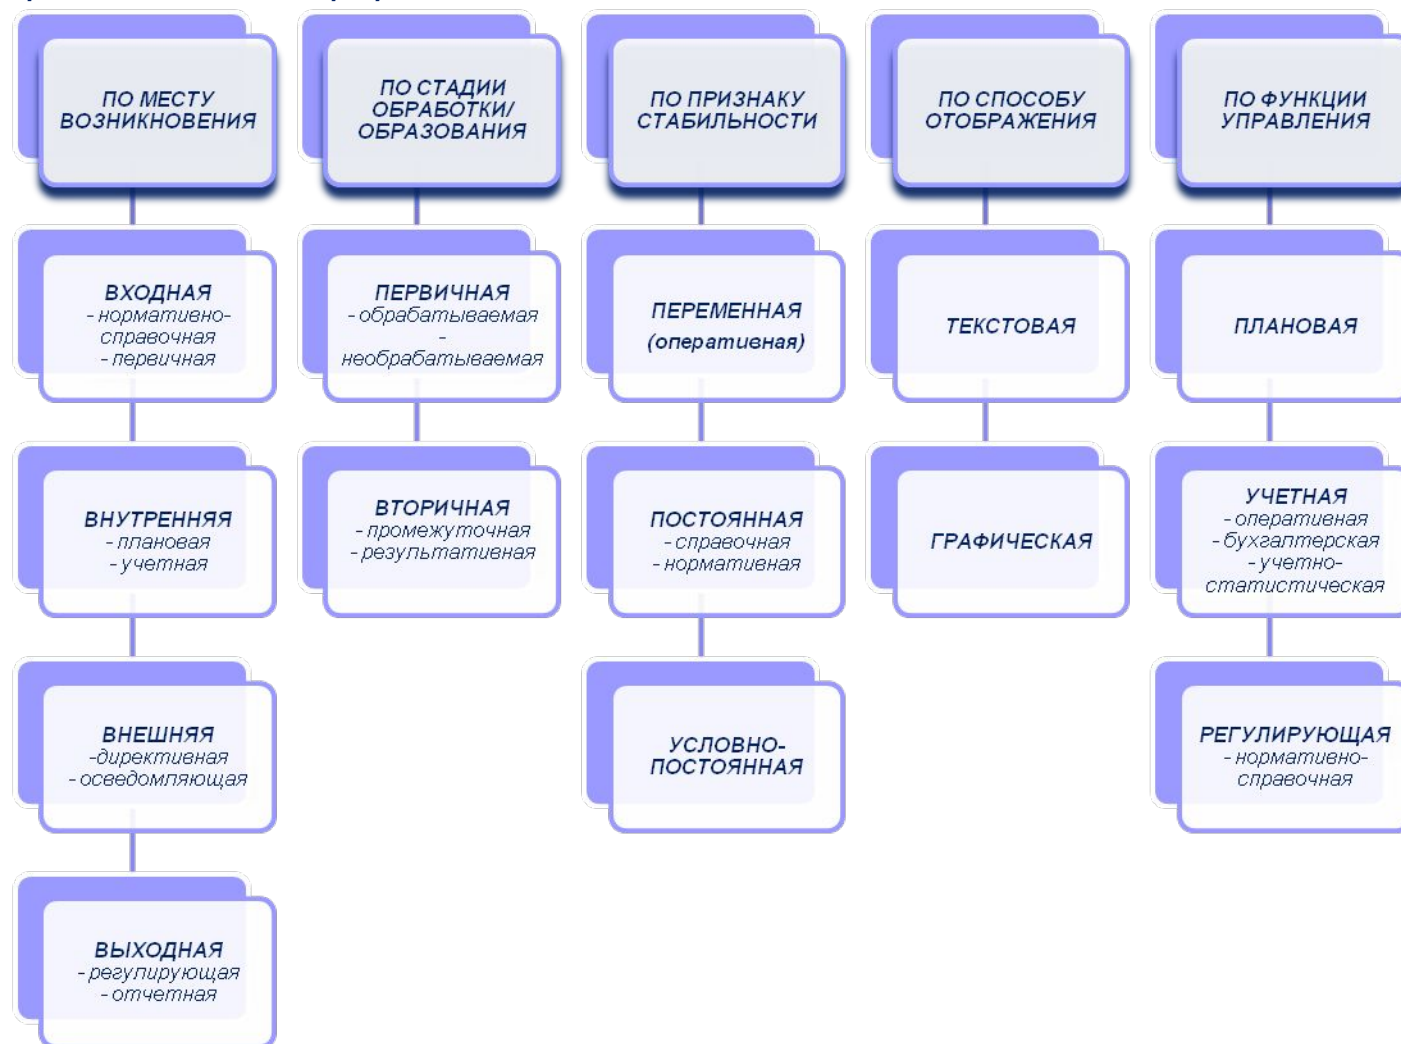 ПО МЕСТУ
ВОЗНИКНОВЕНИЯ
ВХОДНАЯ
- нормативно-
справочная
- первичная
ВНУТРЕННЯЯ
- плановая
- учетная
ВНЕШНЯЯ
-директивная
- осведомляющая
ВЫХОДНАЯ
- регулирующая
- отчетная
ПО СТАДИИ
ОБРАБОТКИ/
ОБРАЗОВАНИЯ
ПЕРВИЧНАЯ
- обрабатываемая
-
необрабатываемая
ВТОРИЧНАЯ
- промежуточная
- результативная
ПО ПРИЗНАКУ
СТАБИЛЬНОСТИ
ПЕРЕМЕННАЯ
(оперативная)
ПОСТОЯННАЯ
- справочная
- нормативная
УСЛОВНО-
ПОСТОЯННАЯ
ПО СПОСОБУ
ОТОБРАЖЕНИЯ
ТЕКСТОВАЯ
ГРАФИЧЕСКАЯ
ПО ФУНКЦИИ
УПРАВЛЕНИЯ
ПЛАНОВАЯ
УЧЕТНАЯ
- оперативная
- бухгалтерская
- учетно-
статистическая
РЕГУЛИРУЮЩАЯ
- нормативно-
справочная